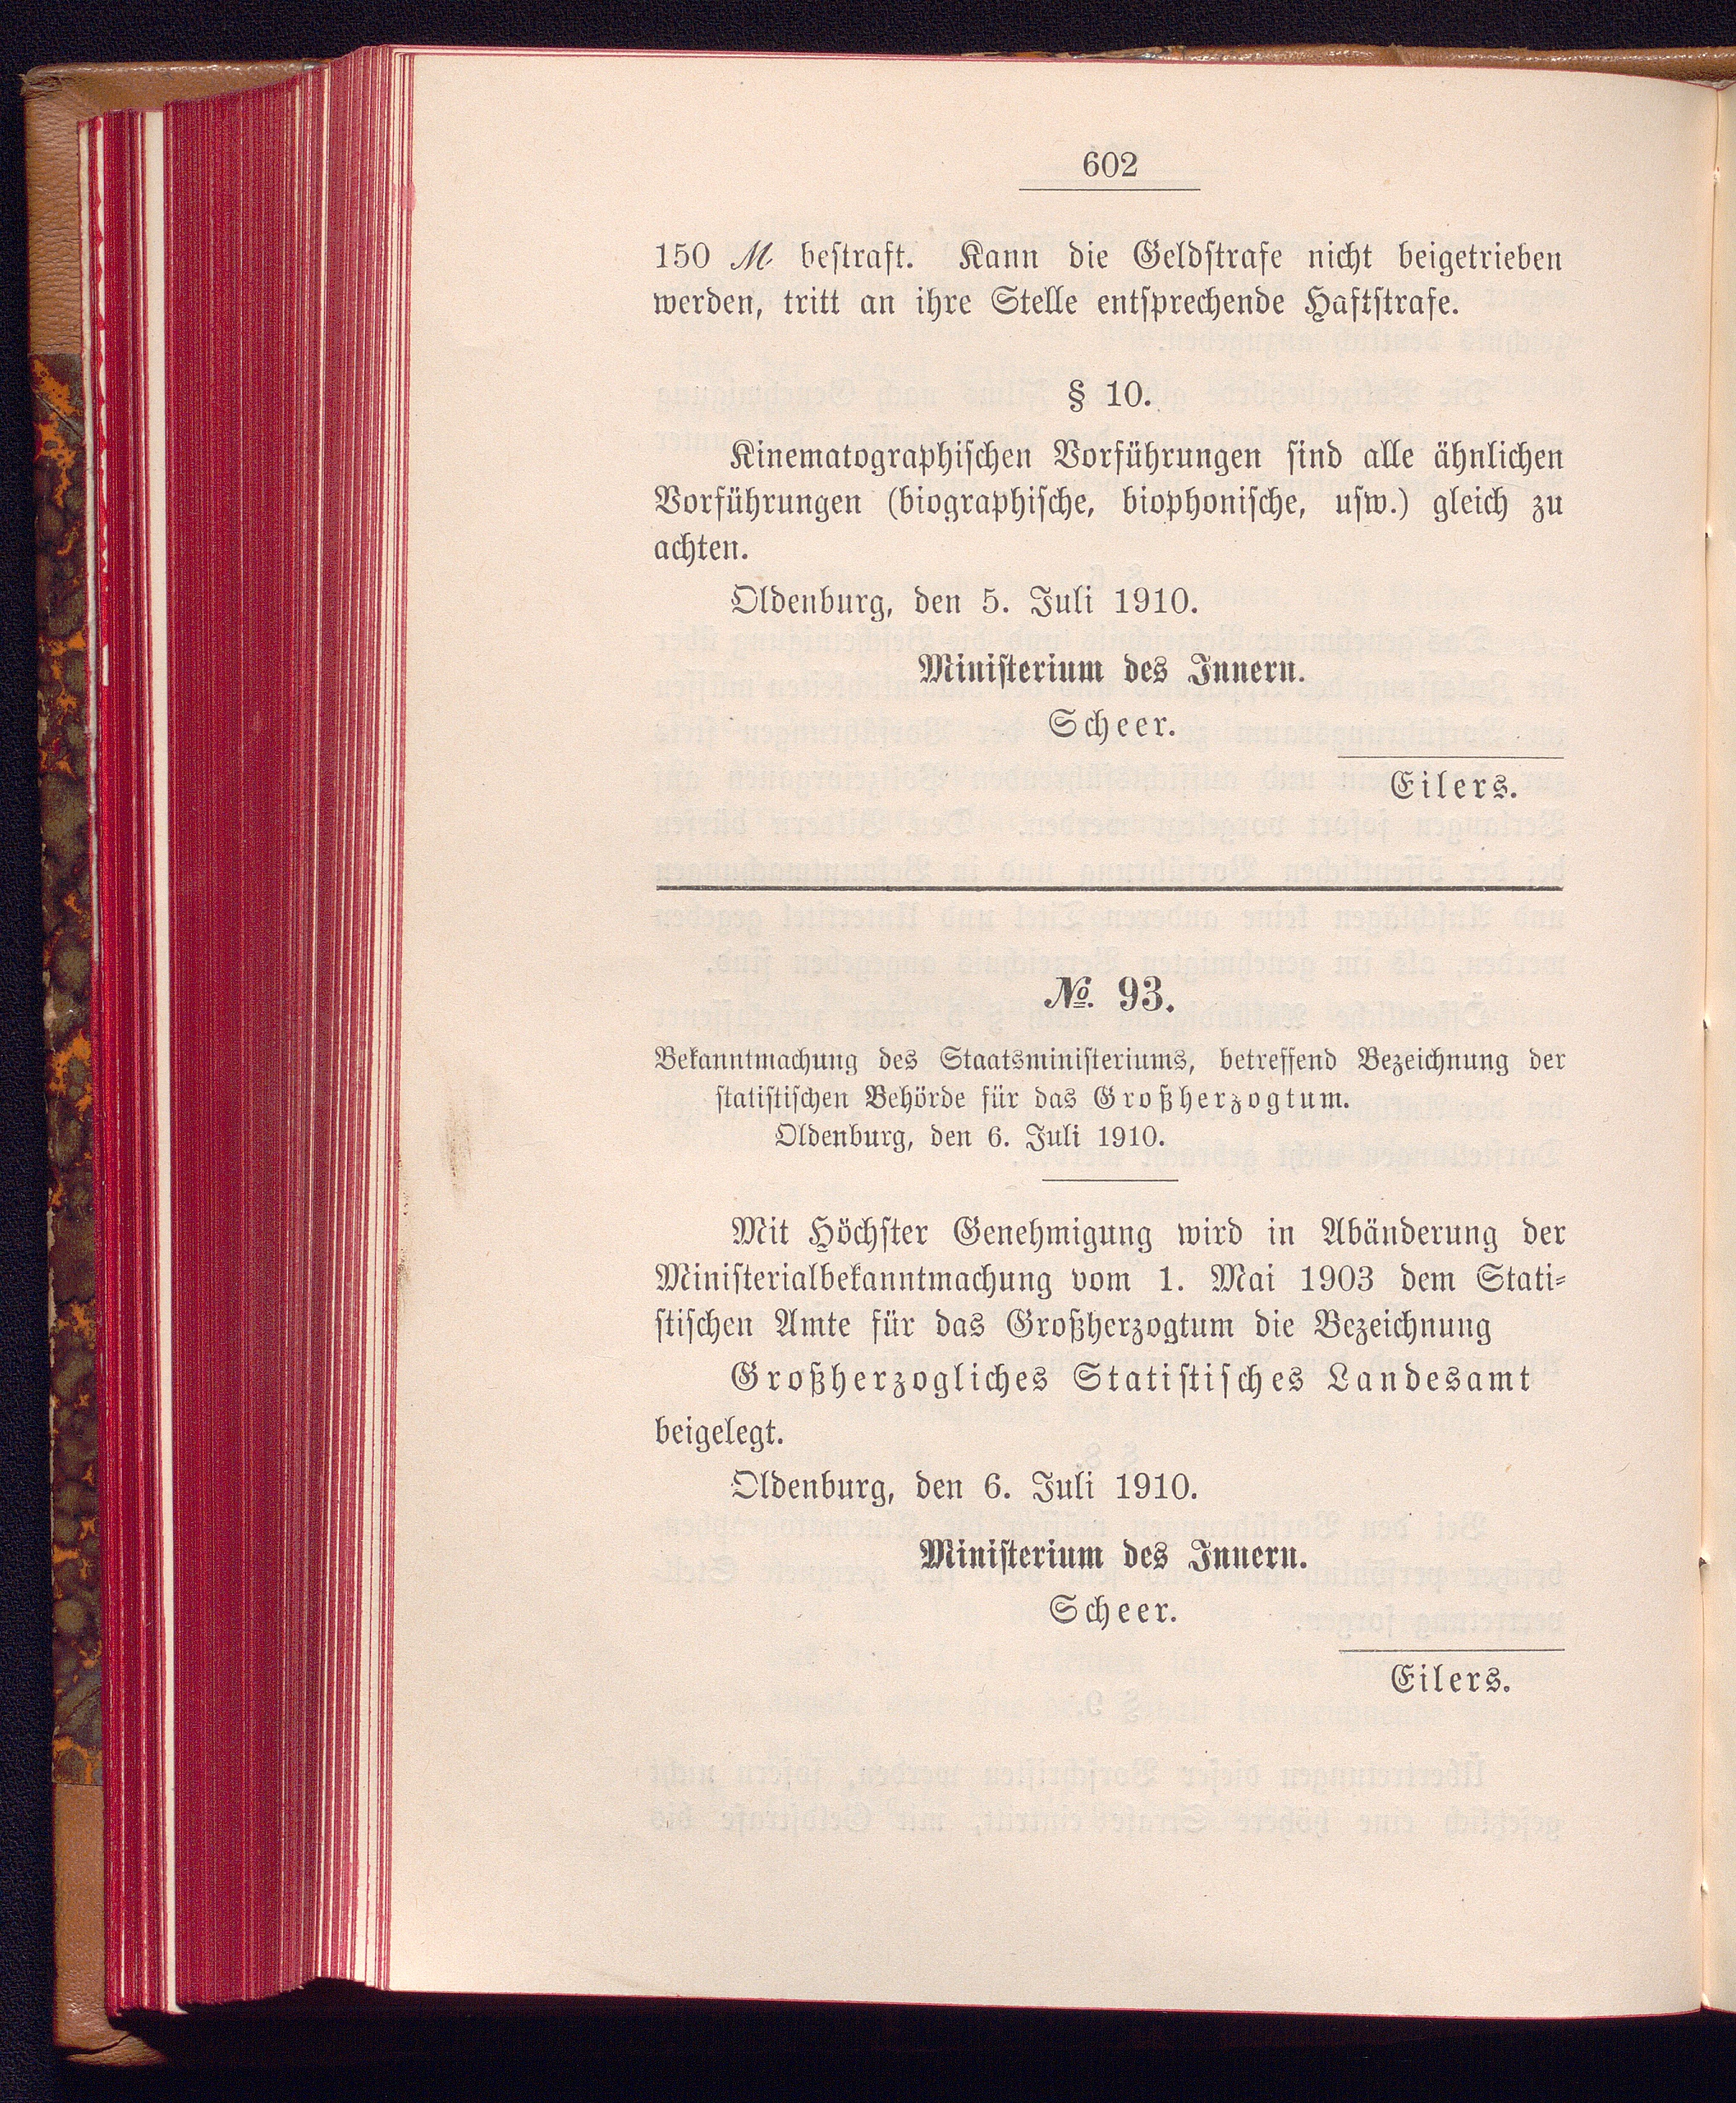 602
150 ℳ bestraft. Kann die Geldstrafe nicht beigetrieben
werden, tritt an ihre Stelle entsprechende Haftstrafe.
§ 10.
Kinematographischen Vorführungen sind alle ähnlichen
Vorführungen (biographische, biophonische, usw.) gleich zu
achten.
Oldenburg, den 5. Juli 1910.
Ministerium des Innern.
Scheer.
Eilers.
№. 93.
Bekanntmachung des Staatsministeriums, betreffend Bezeichnung der
statistischen Behörde für das Großherzogtum.
Oldenburg, den 6. Juli 1910.
Mit Höchster Genehmigung wird in Abänderung der
Ministerialbekanntmachung vom 1. Mai 1903 dem Stati-
stischen Amte für das Großherzogtum die Bezeichnung
Großherzogliches Statistisches Landesamt
beigelegt.
Oldenburg, den 6. Juli 1910.
Ministerium des Innern.
Scheer.
Eilers.